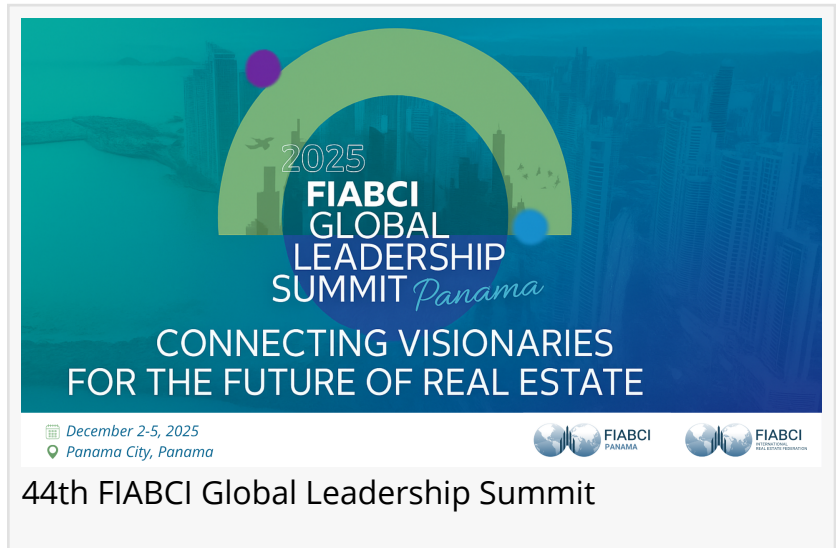 2025
FIABCI
GLOBAL
LEADERSHIP
SUMMIT Panama
CONNECTING VISIONARIES
FOR THE FUTURE OF REAL ESTATE
December 2-5, 2025
Panama City, Panama
FIABCI
PANAMA
FIABCI
INTERNATIONAL
REAL ESTATE FEDERATION
44th FIABCI Global Leadership Summit